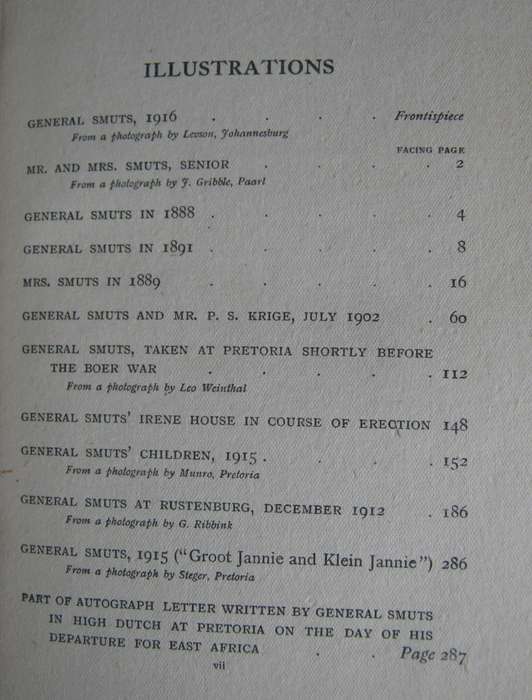 ILLUSTRATIONS
GENERAL SMUTS, 1916 . . . . Frontispiece
From a photograph by Levson, Johannesburg
FACING PAGE
MR. AND MRS. SMUTS, SENIOR . . . . 2
From a photograph by J. Gribble, Paarl
GENERAL SMUTS IN 1888 . . . . . 4
GENERAL SMUTS IN 1891 . . . . . 8
MRS. SMUTS IN 1889 . . . . . 16
GENERAL SMUTS AND MR. P. S. KRIGE, JULY 1902 . 60
GENERAL SMUTS, TAKEN AT PRETORIA SHORTLY BEFORE
THE BOER WAR . . . . . 112
From a photograph by Leo Weinthal
GENERAL SMUTS' IRENE HOUSE IN COURSE OF ERECTION 148
GENERAL SMUTS' CHILDREN, 1915 . . . . 152
From a photograph by Munro, Pretoria
GENERAL SMUTS AT RUSTENBURG, DECEMBER 1912 . 186
From a photograph by G. Ribbink
GENERAL SMUTS, 1915 ("Groot Jannie and Klein Jannie") 286
From a photograph by Steger, Pretoria
PART OF AUTOGRAPH LETTER WRITTEN BY GENERAL SMUTS
IN HIGH DUTCH AT PRETORIA ON THE DAY OF HIS
DEPARTURE FOR EAST AFRICA . . Page 287
vii